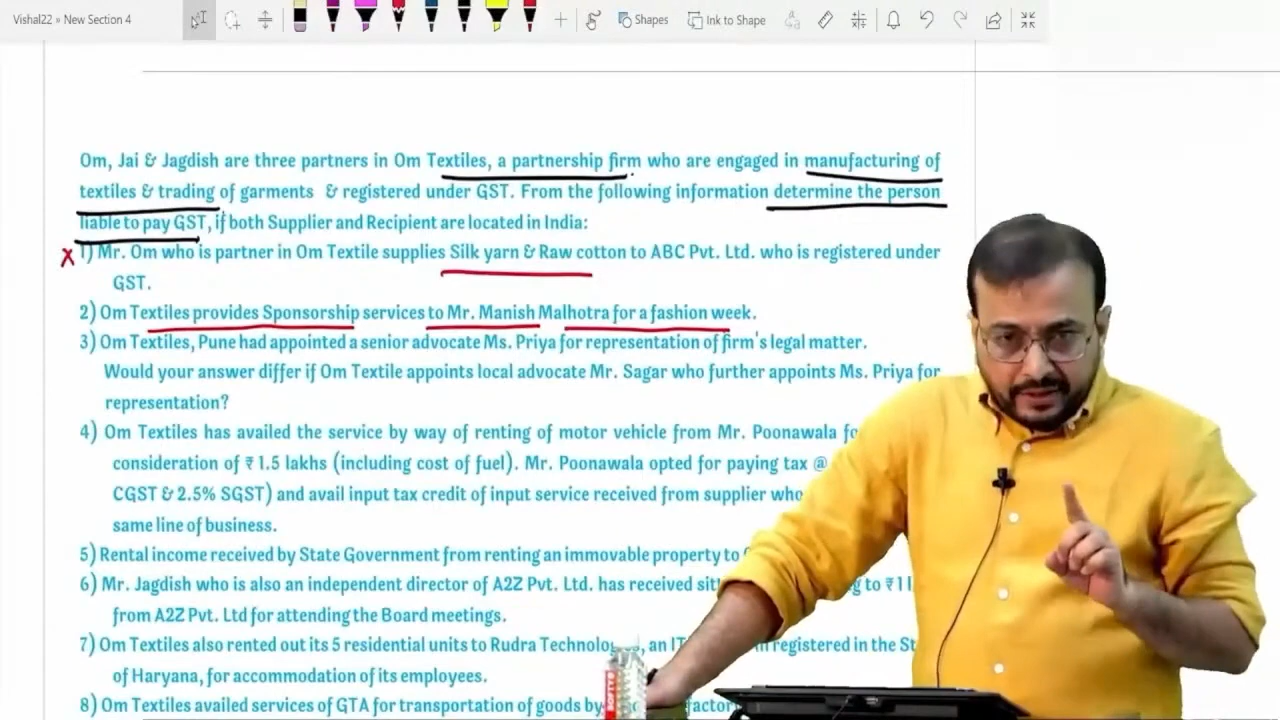 Vishal22 » New Section 4
Shapes
Ink to Shape
Om, Jai & Jagdish are three partners in Om Textiles, a partnership firm who are engaged in manufacturing of
textiles & trading of garments & registered under GST. From the following information determine the person
liable to pay GST, if both Supplier and Recipient are located in India:
X 1) Mr. Om who is partner in Om Textile supplies Silk yarn & Raw cotton to ABC Pvt. Ltd. who is registered under
GST.
2) Om Textiles provides Sponsorship services to Mr. Manish Malhotra for a fashion week.
3) Om Textiles, Pune had appointed a senior advocate Ms. Priya for representation of firm's legal matter.
Would your answer differ if Om Textile appoints local advocate Mr. Sagar who further appoints Ms. Priya for
representation?
4) Om Textiles has availed the service by way of renting of motor vehicle from Mr. Poonawala
consideration of ₹ 1.5 lakhs (including cost of fuel). Mr. Poonawala opted for paying tax @
CGST & 2.5% SGST) and avail input tax credit of input service received from supplier who
same line of business.
5) Rental income received by State Government from renting an immovable property to
6) Mr. Jagdish who is also an independent director of A2Z Pvt. Ltd. has received to ₹ 1
from A2Z Pvt. Ltd for attending the Board meetings.
7) Om Textiles also rented out its 5 residential units to Rudra an registered in the
of Haryana, for accommodation of its employees.
8) Om Textiles availed services of GTA for transportation of goods by